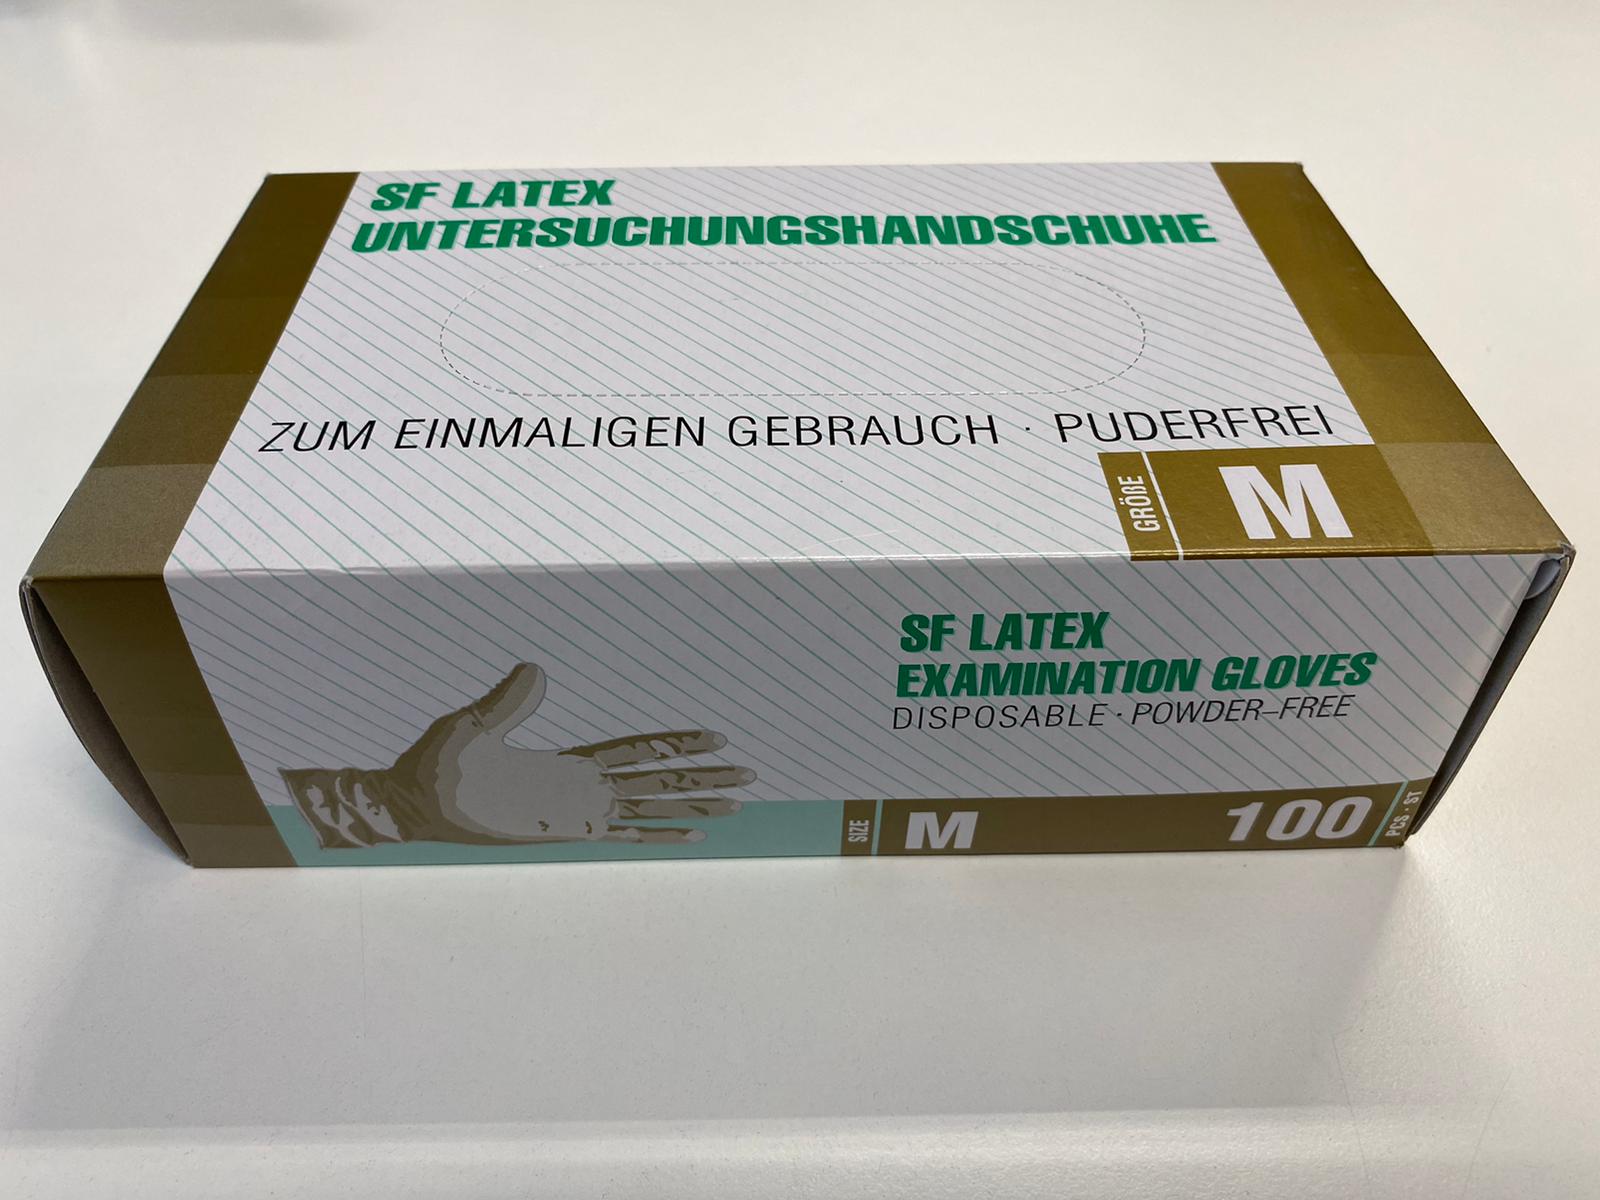 SF LATEX
UNTERSUCHUNGSHANDSCHUHE
ZUM EINMALIGEN GEBRAUCH · PUDERFREI
GRÖßE
M
SF LATEX
EXAMINATION GLOVES
DISPOSABLE · POWDER–FREE
SIZE
M
100
PCS · ST